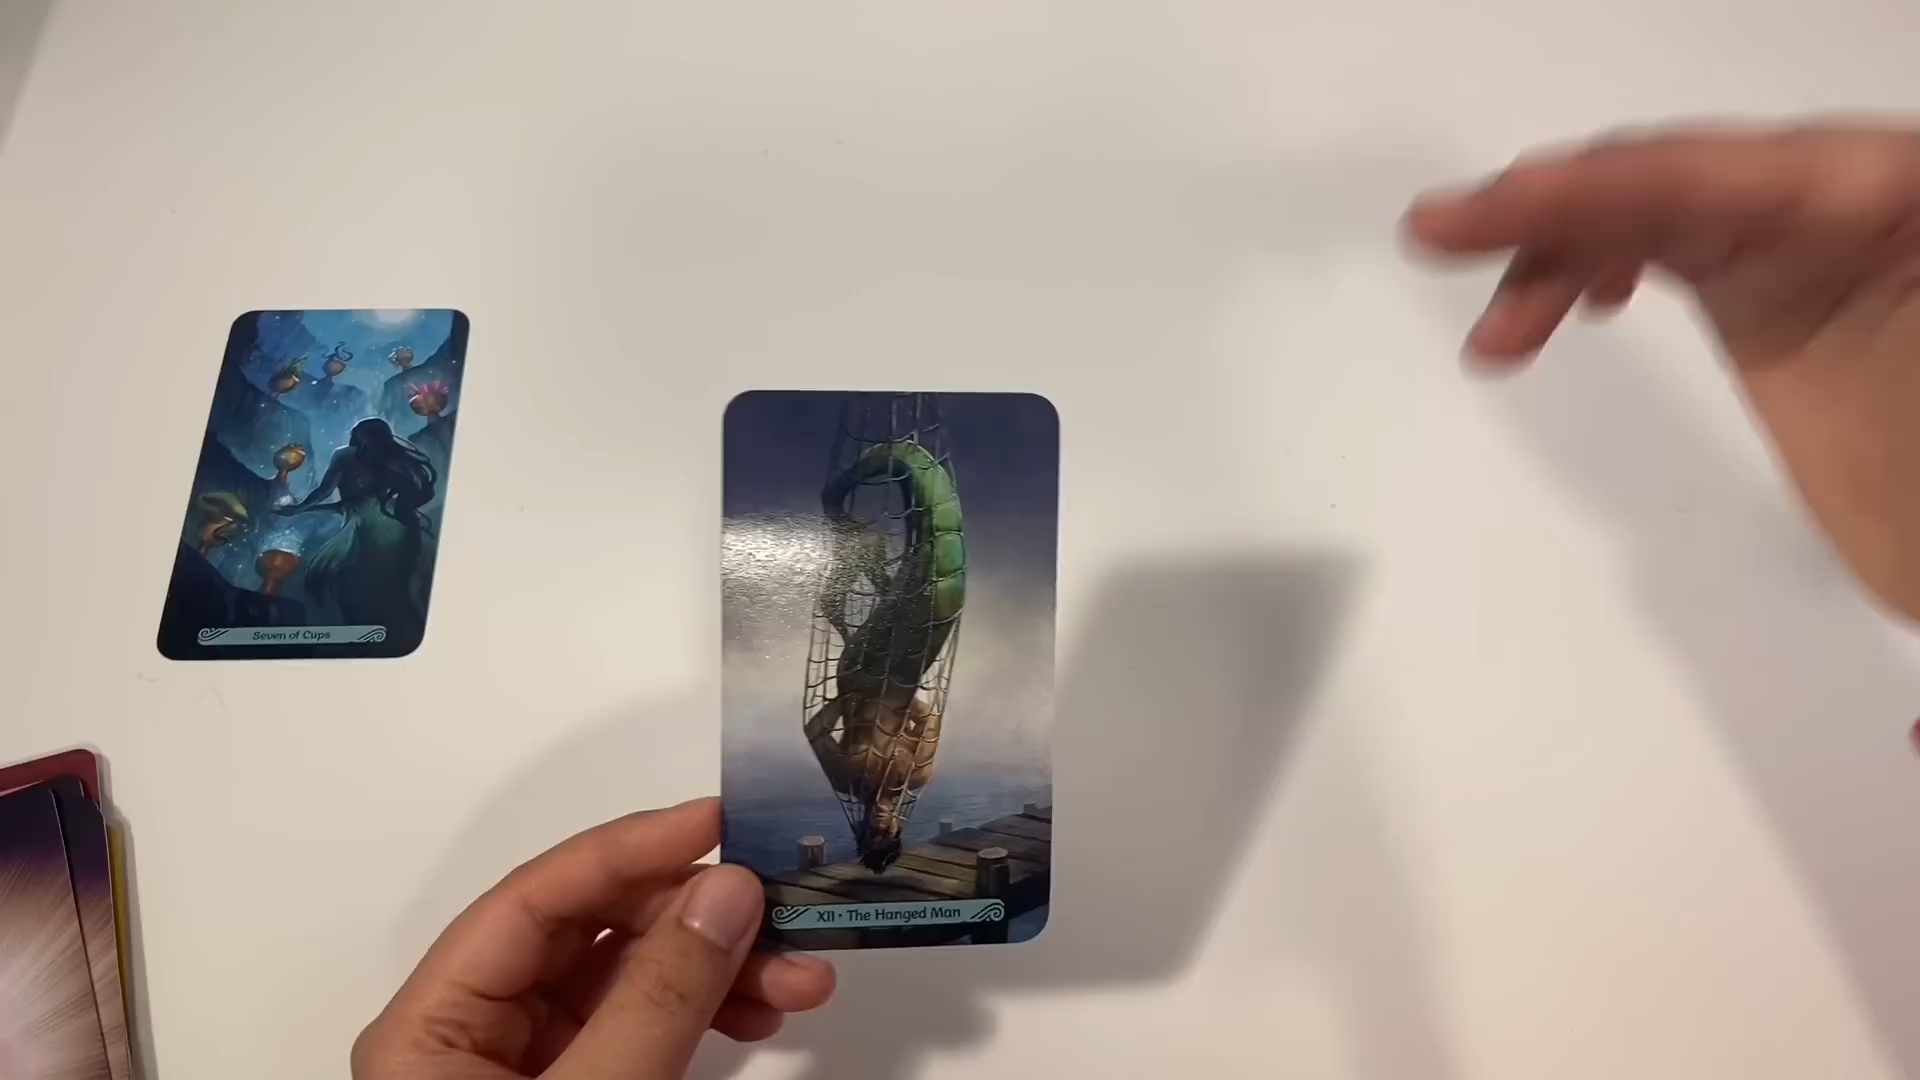 Seven of Cups
XII • The Hanged Man